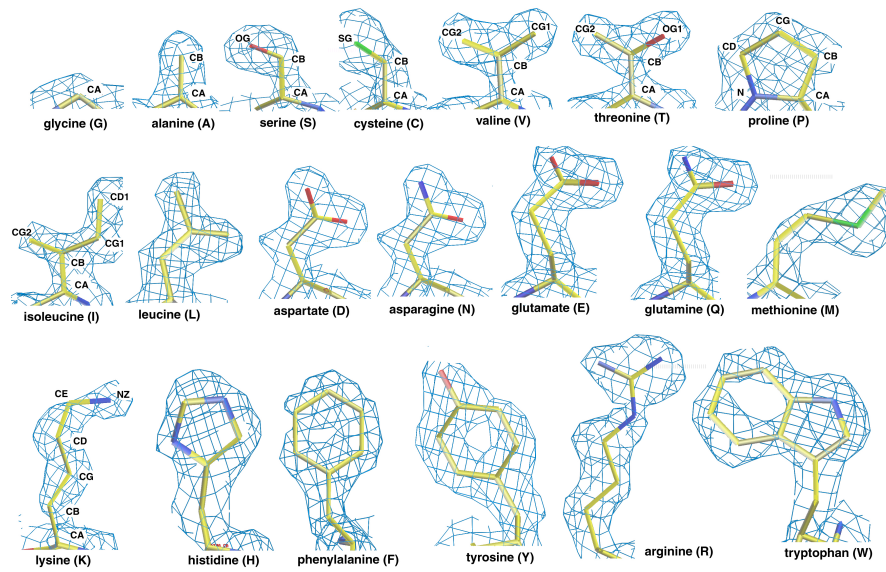 OG SG CG2 CG1 CG2 OG1 CG
CB CB CB CB CB CD CB
CA CA CA CA CA CA N CA
glycine (G) alanine (A) serine (S) cysteine (C) valine (V) threonine (T) proline (P)
CD1
CG2 CG1
CB
CA
isoleucine (I) leucine (L) aspartate (D) asparagine (N) glutamate (E) glutamine (Q) methionine (M)
CE NZ
CD
CG
CB
CA
lysine (K) histidine (H) phenylalanine (F) tyrosine (Y) arginine (R) tryptophan (W)